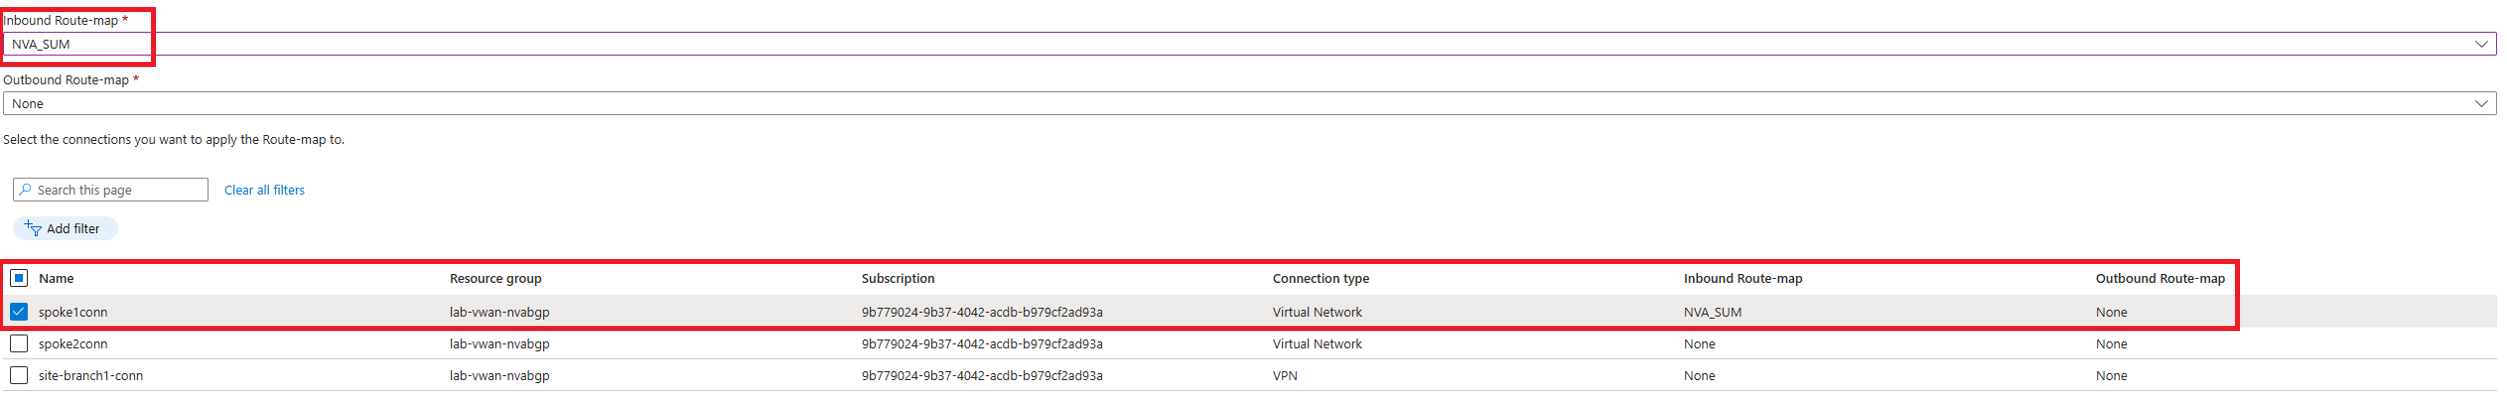 Inbound Route-map *
NVA_SUM
Outbound Route-map *
None
Select the connections you want to apply the Route-map to.
Search this page Clear all filters
Add filter
Name Resource group Subscription Connection type Inbound Route-map Outbound Route-map
spoke1conn lab-vwan-nvabgp 9b779024-9b37-4042-acdb-b979cf2ad93a Virtual Network NVA_SUM None
spoke2conn lab-vwan-nvabgp 9b779024-9b37-4042-acdb-b979cf2ad93a Virtual Network None None
site-branch1-conn lab-vwan-nvabgp 9b779024-9b37-4042-acdb-b979cf2ad93a VPN None None